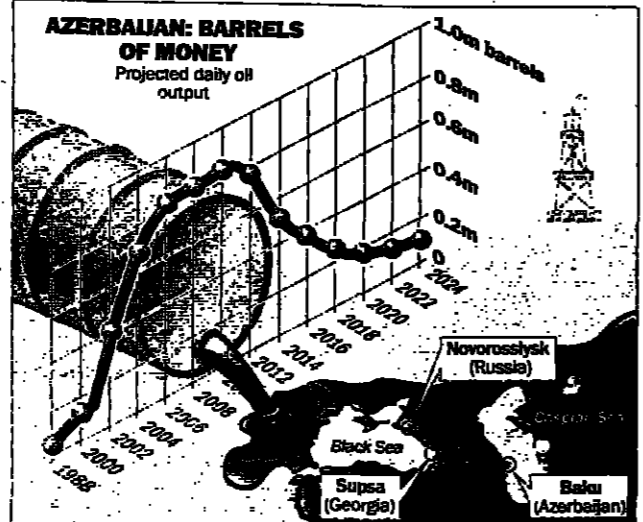 AZERBAIJAN: BARRELS
OF MONEY
Projected daily oil
output
1.0m barrels
0.8m
0.6m
0.4m
0.2m
0
2000
2002
2004
2006
2008
2012
2014
2016
2018
2020
2022
2024
Novorossiysk
(Russia)
Caspian Sea
Black Sea
Supsa
(Georgia)
Baku
(Azerbaijan)